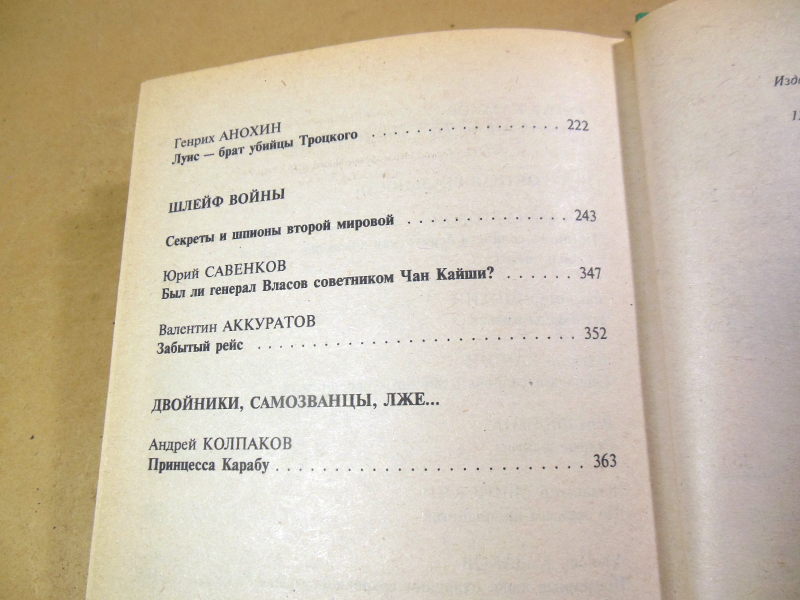 Генрих АНОХИН
Луис — брат убийцы Троцкого . . . . . . . . . . . . . . . . . . 222
ШЛЕЙФ ВОЙНЫ
Секреты и шпионы второй мировой . . . . . . . . . . . . . . 243
Юрий САВЕНКОВ
Был ли генерал Власов советником Чан Кайши? . . . . . . 347
Валентин АККУРАТОВ
Забытый рейс . . . . . . . . . . . . . . . . . . . . . . . . . . . 352
ДВОЙНИКИ, САМОЗВАНЦЫ, ЛЖЕ...
Андрей КОЛПАКОВ
Принцесса Карабу . . . . . . . . . . . . . . . . . . . . . . . . . . 363